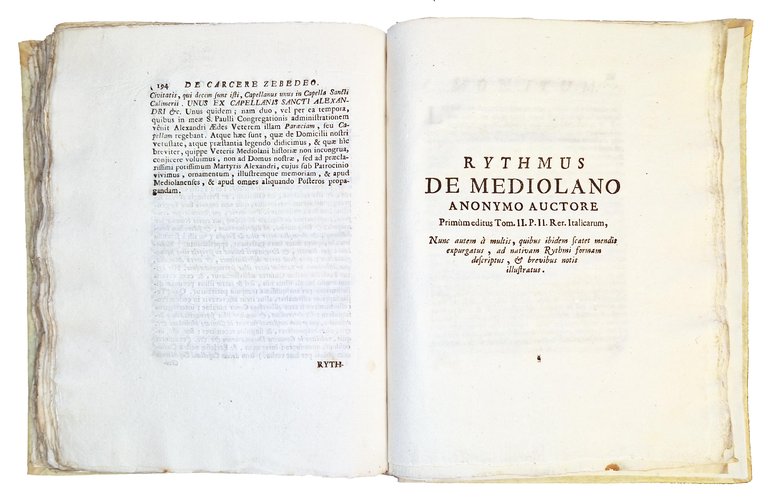 194 DE CARCERE ZEBEDEO.
Civitatis, qui decem sunt isti, Capellanus unus in Capella Sancti
Calimerii. UNUS EX CAPELLANIS SANCTI ALEXAN-
DRI &c. Unus quidem; nam duo, vel per ea tempora,
quibus in meæ S. Paulli Congregationis administrationem
venit Alexandri Ædes Veterem illam Parœciam, seu Ca-
pellam regebant. Atque hæc sunt, quæ de Domicilii nostri
vetustate, atque præstantia legendo didicimus, & quæ hic
breviter, quippe Veteris Mediolani historiæ non incongrua,
conjicere voluimus, non ad Domus nostræ, sed ad præcla-
rissimi potissimum Martyris Alexandri, cujus sub Patrocinio
vivimus, ornamentum, illustremque memoriam, & apud
Mediolanenses, & apud omnes aliquando Posteros propa-
gandam.
RYTH-
RYTHMUS
DE MEDIOLANO
ANONYMO AUCTORE
Primùm editus Tom. II. P. II. Rer. Italicarum,
Nunc autem à multis, quibus ibidem scatet mendis
expurgatus, ad nativam Rythmi formam
descriptus, & brevibus notis
illustratus.